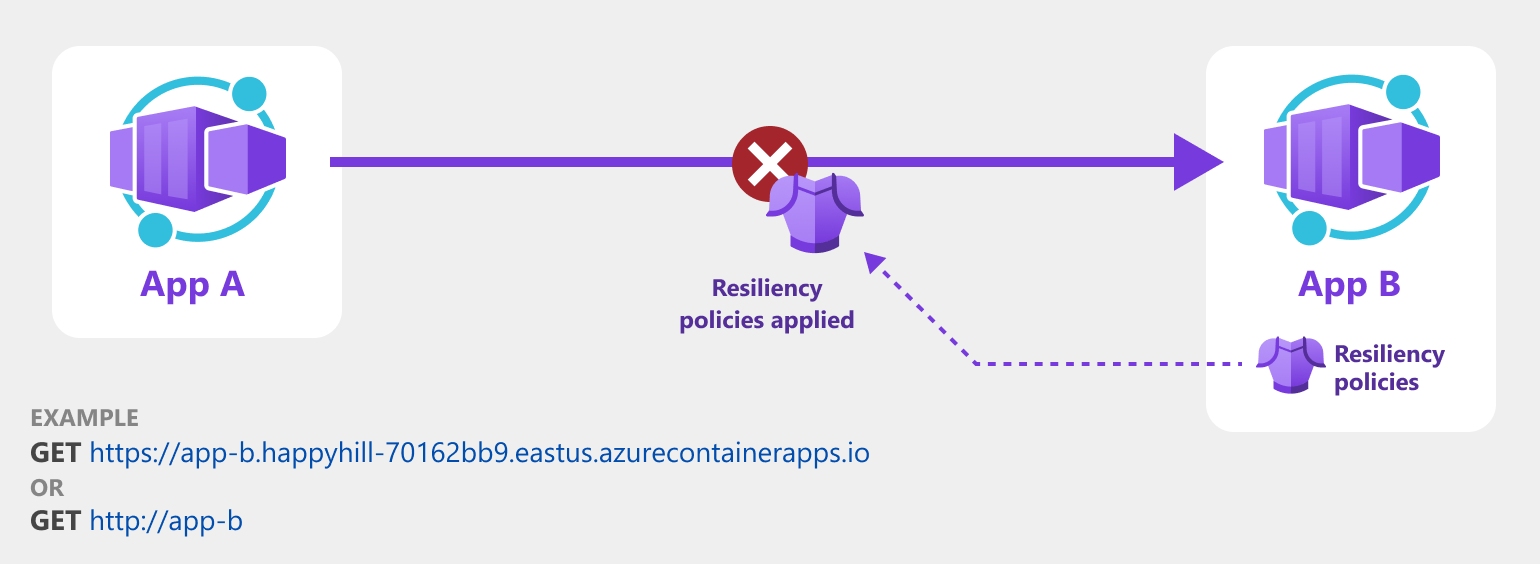 App A
App B
Resiliency
policies applied
Resiliency
policies
EXAMPLE
GET https://app-b.happyhill-70162bb9.eastus.azurecontainerapps.io
OR
GET http://app-b